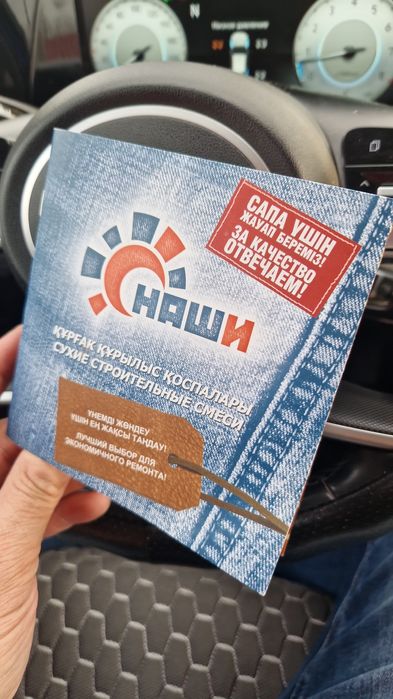 N
САПА ҮШІН
ЖАУАП БЕРЕМІЗ!
ЗА КАЧЕСТВО
ОТВЕЧАЕМ!
НАШИ
ҚҰРҒАҚ ҚҰРЫЛЫС ҚОСПАЛАРЫ
СУХИЕ СТРОИТЕЛЬНЫЕ СМЕСИ
ҮНЕМДІ ЖӨНДЕУ
ҮШІН ЕҢ ЖАҚСЫ ТАҢДАУ!
ЛУЧШИЙ ВЫБОР ДЛЯ
ЭКОНОМИЧНОГО РЕМОНТА!